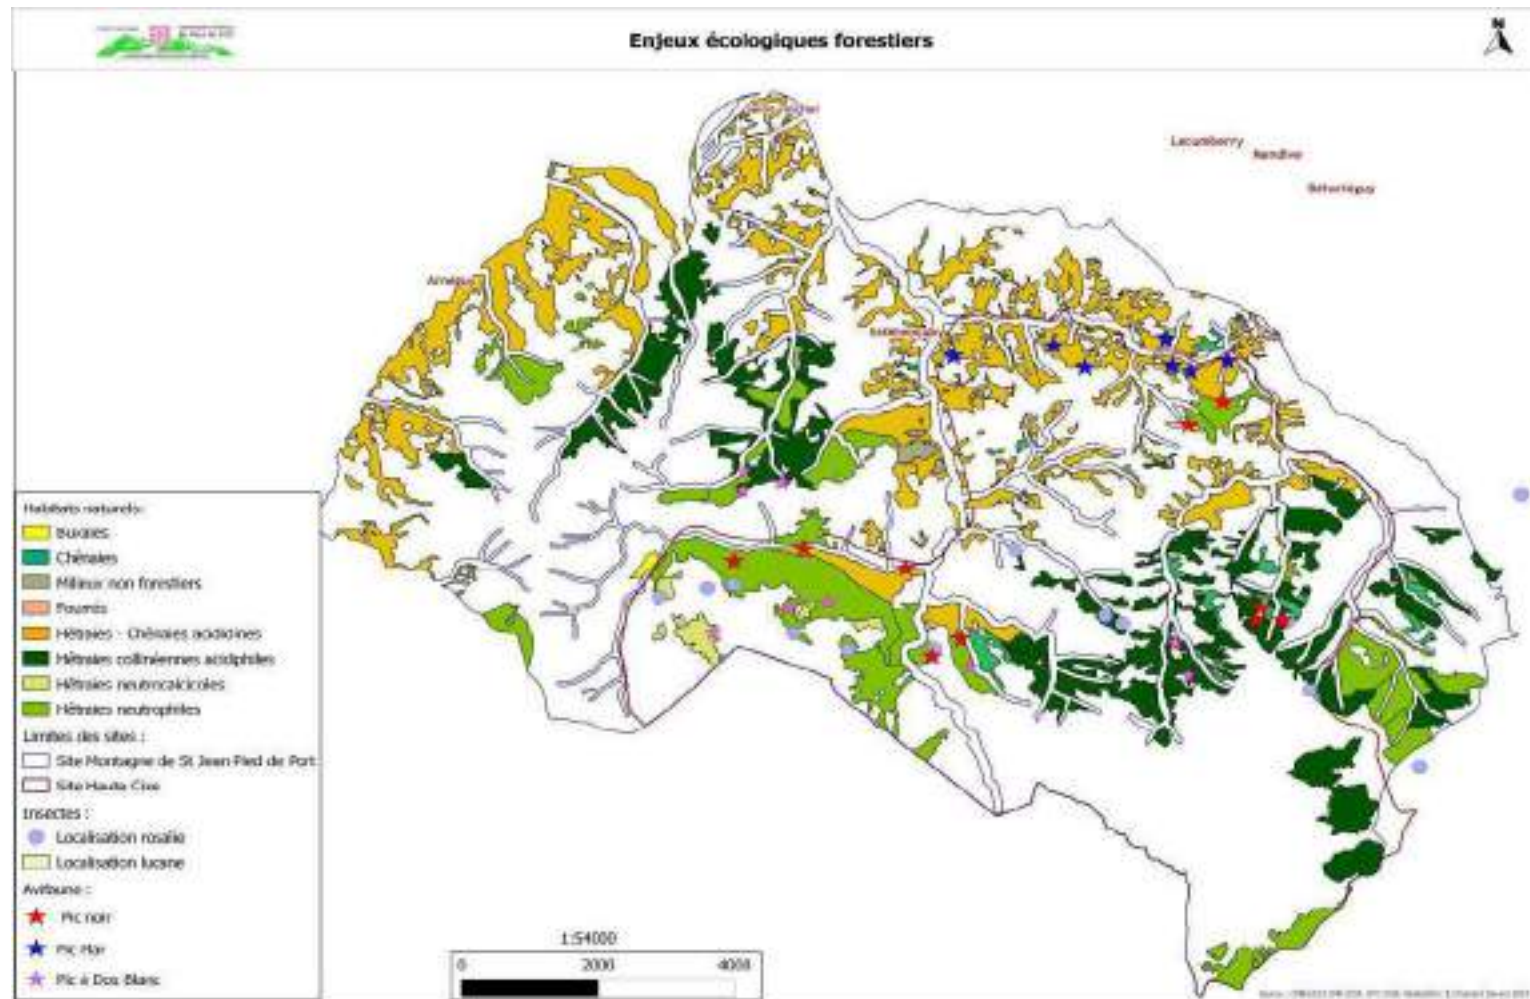 Enjeux écologiques forestiers
N
Lecumberry
Mendive
Béhorléguy
Arnéguy
Habitats naturels:
Buxaies
Chênaies
Milieux non forestiers
Fourrés
Hêtraies - Chênaies acidiclines
Hêtraies collinéennes acidiphiles
Hêtraies neutrocalcicoles
Hêtraies neutrophiles
Limites des sites :
Site Montagne de St Jean Pied de Port
Site Haute Cize
Insectes :
Localisation rosalie
Localisation lucane
Avifaune :
Pic noir
Pic Mar
Pic à Dos Blanc
1:54000
0 2000 4000